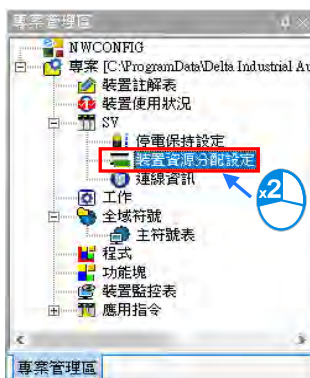 專案管理區
NWCONFIG
專案 [C:\ProgramData\Delta Industrial Au
裝置註解表
裝置使用狀況
SV
停電保持設定
裝置資源分配設定
連線資訊
x2
工作
全域符號
主符號表
程式
功能塊
裝置監控表
應用指令
專案管理區